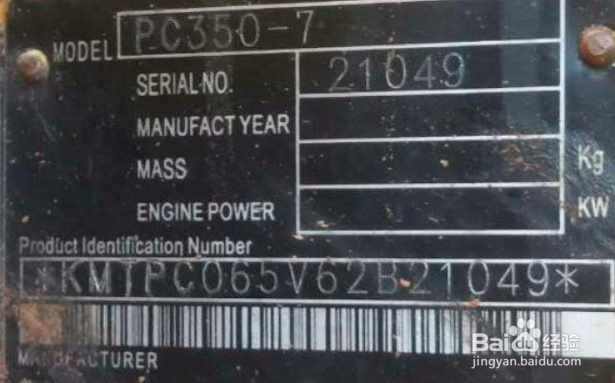 MODEL PC350-7
SERIAL NO. 21049
MANUFACT YEAR
MASS Kg
ENGINE POWER KW
Product Identification Number
*KMTPC065V62B21049*
MANUFACTURER
Baidu 经验
jingyan.baidu.com